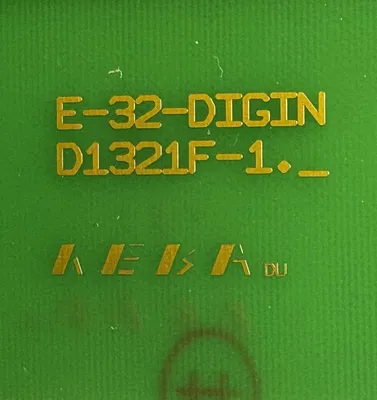 E-32-DIGIN
D1321F-1._
KEBA DU